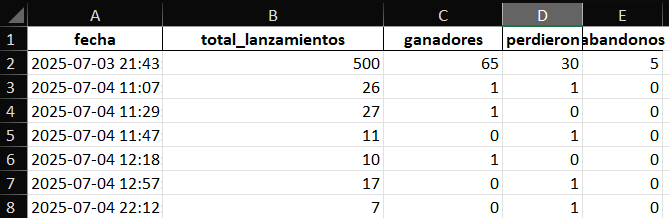 A B C D E
1 fecha total_lanzamientos ganadores perdieron abandonos
2 2025-07-03 21:43 500 65 30 5
3 2025-07-04 11:07 26 1 1 0
4 2025-07-04 11:29 27 1 0 0
5 2025-07-04 11:47 11 0 1 0
6 2025-07-04 12:18 10 1 0 0
7 2025-07-04 12:57 17 0 1 0
8 2025-07-04 22:12 7 0 1 0